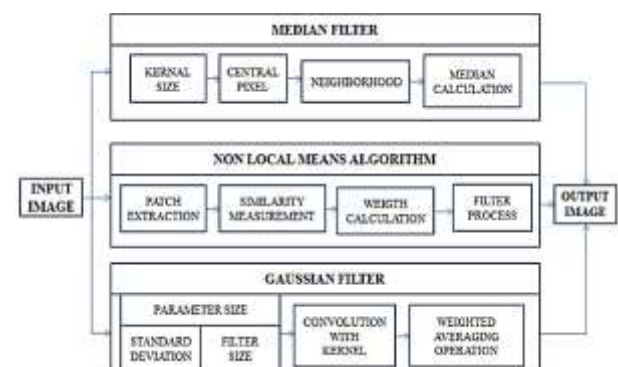 MEDIAN FILTER
KERNAL
SIZE
CENTRAL
PIXEL
NEIGHBORHOOD
MEDIAN
CALCULATION
NON LOCAL MEANS ALGORITHM
INPUT
IMAGE
PATCH
EXTRACTION
SIMILARITY
MEASUREMENT
WEIGTH
CALCULATION
FILTER
PROCESS
OUTPUT
IMAGE
GAUSSIAN FILTER
PARAMETER SIZE
STANDARD
DEVIATION
FILTER
SIZE
CONVOLUTION
WITH
KERNEL
WEIGHTED
AVERAGING
OPERATION